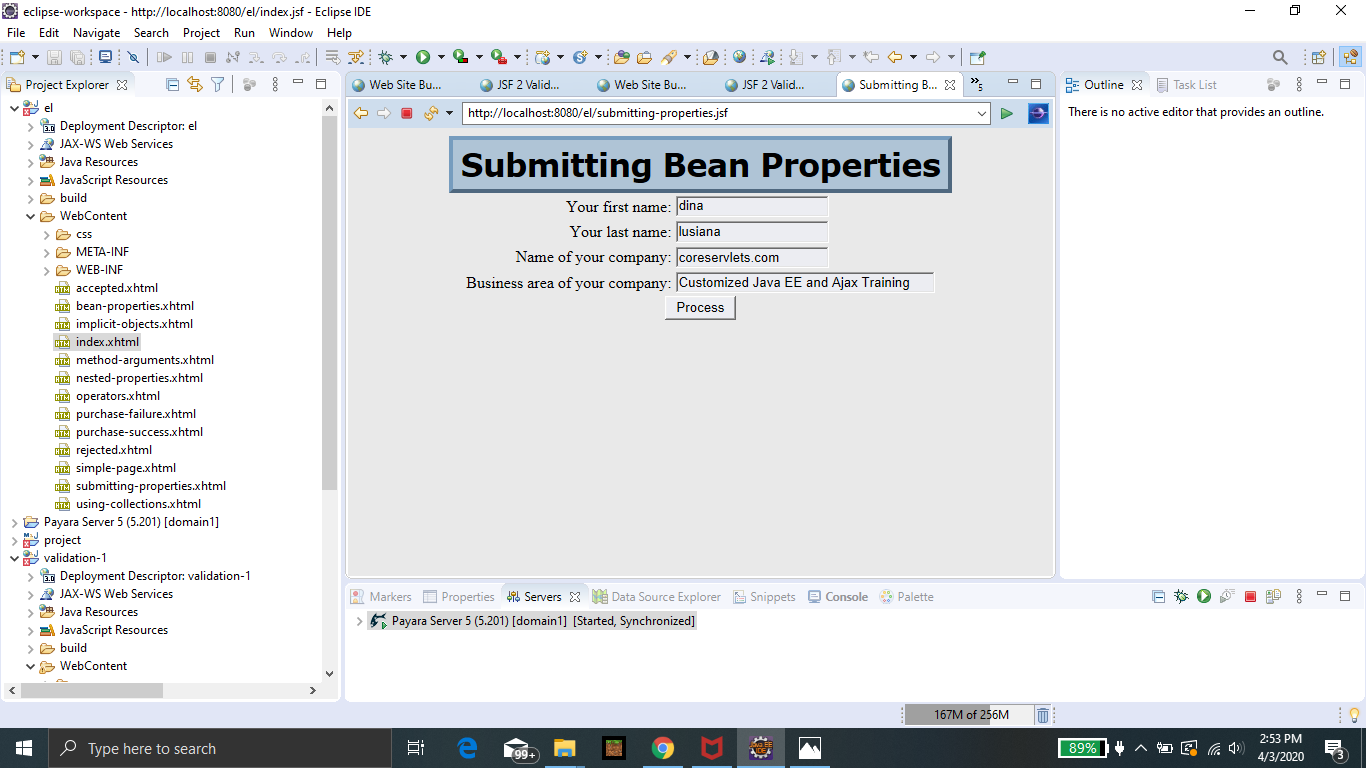 eclipse-workspace - http://localhost:8080/el/index.jsf - Eclipse IDE
File Edit Navigate Search Project Run Window Help
Project Explorer
el
Deployment Descriptor: el
JAX-WS Web Services
Java Resources
JavaScript Resources
build
WebContent
css
META-INF
WEB-INF
accepted.xhtml
bean-properties.xhtml
implicit-objects.xhtml
index.xhtml
method-arguments.xhtml
nested-properties.xhtml
operators.xhtml
purchase-failure.xhtml
purchase-success.xhtml
rejected.xhtml
simple-page.xhtml
submitting-properties.xhtml
using-collections.xhtml
Payara Server 5 (5.201) [domain1]
project
validation-1
Deployment Descriptor: validation-1
JAX-WS Web Services
Java Resources
JavaScript Resources
build
WebContent
Web Site Bu... JSF 2 Valid... Web Site Bu... JSF 2 Valid... Submitting B... »5
http://localhost:8080/el/submitting-properties.jsf
Submitting Bean Properties
Your first name: dina
Your last name: lusiana
Name of your company: coreservlets.com
Business area of your company: Customized Java EE and Ajax Training
Process
Outline Task List
There is no active editor that provides an outline.
Markers Properties Servers Data Source Explorer Snippets Console Palette
Payara Server 5 (5.201) [domain1] [Started, Synchronized]
167M of 256M
Type here to search
99+
Java EE
IDE
89%
2:53 PM
4/3/2020
3